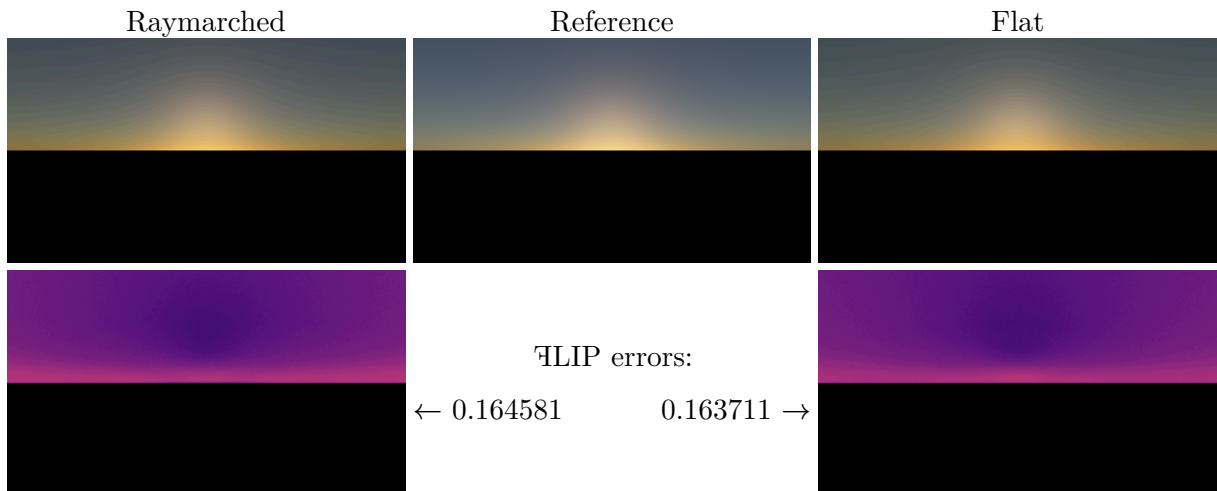 Raymarched Reference Flat
ꟻLIP errors:
← 0.164581 0.163711 →